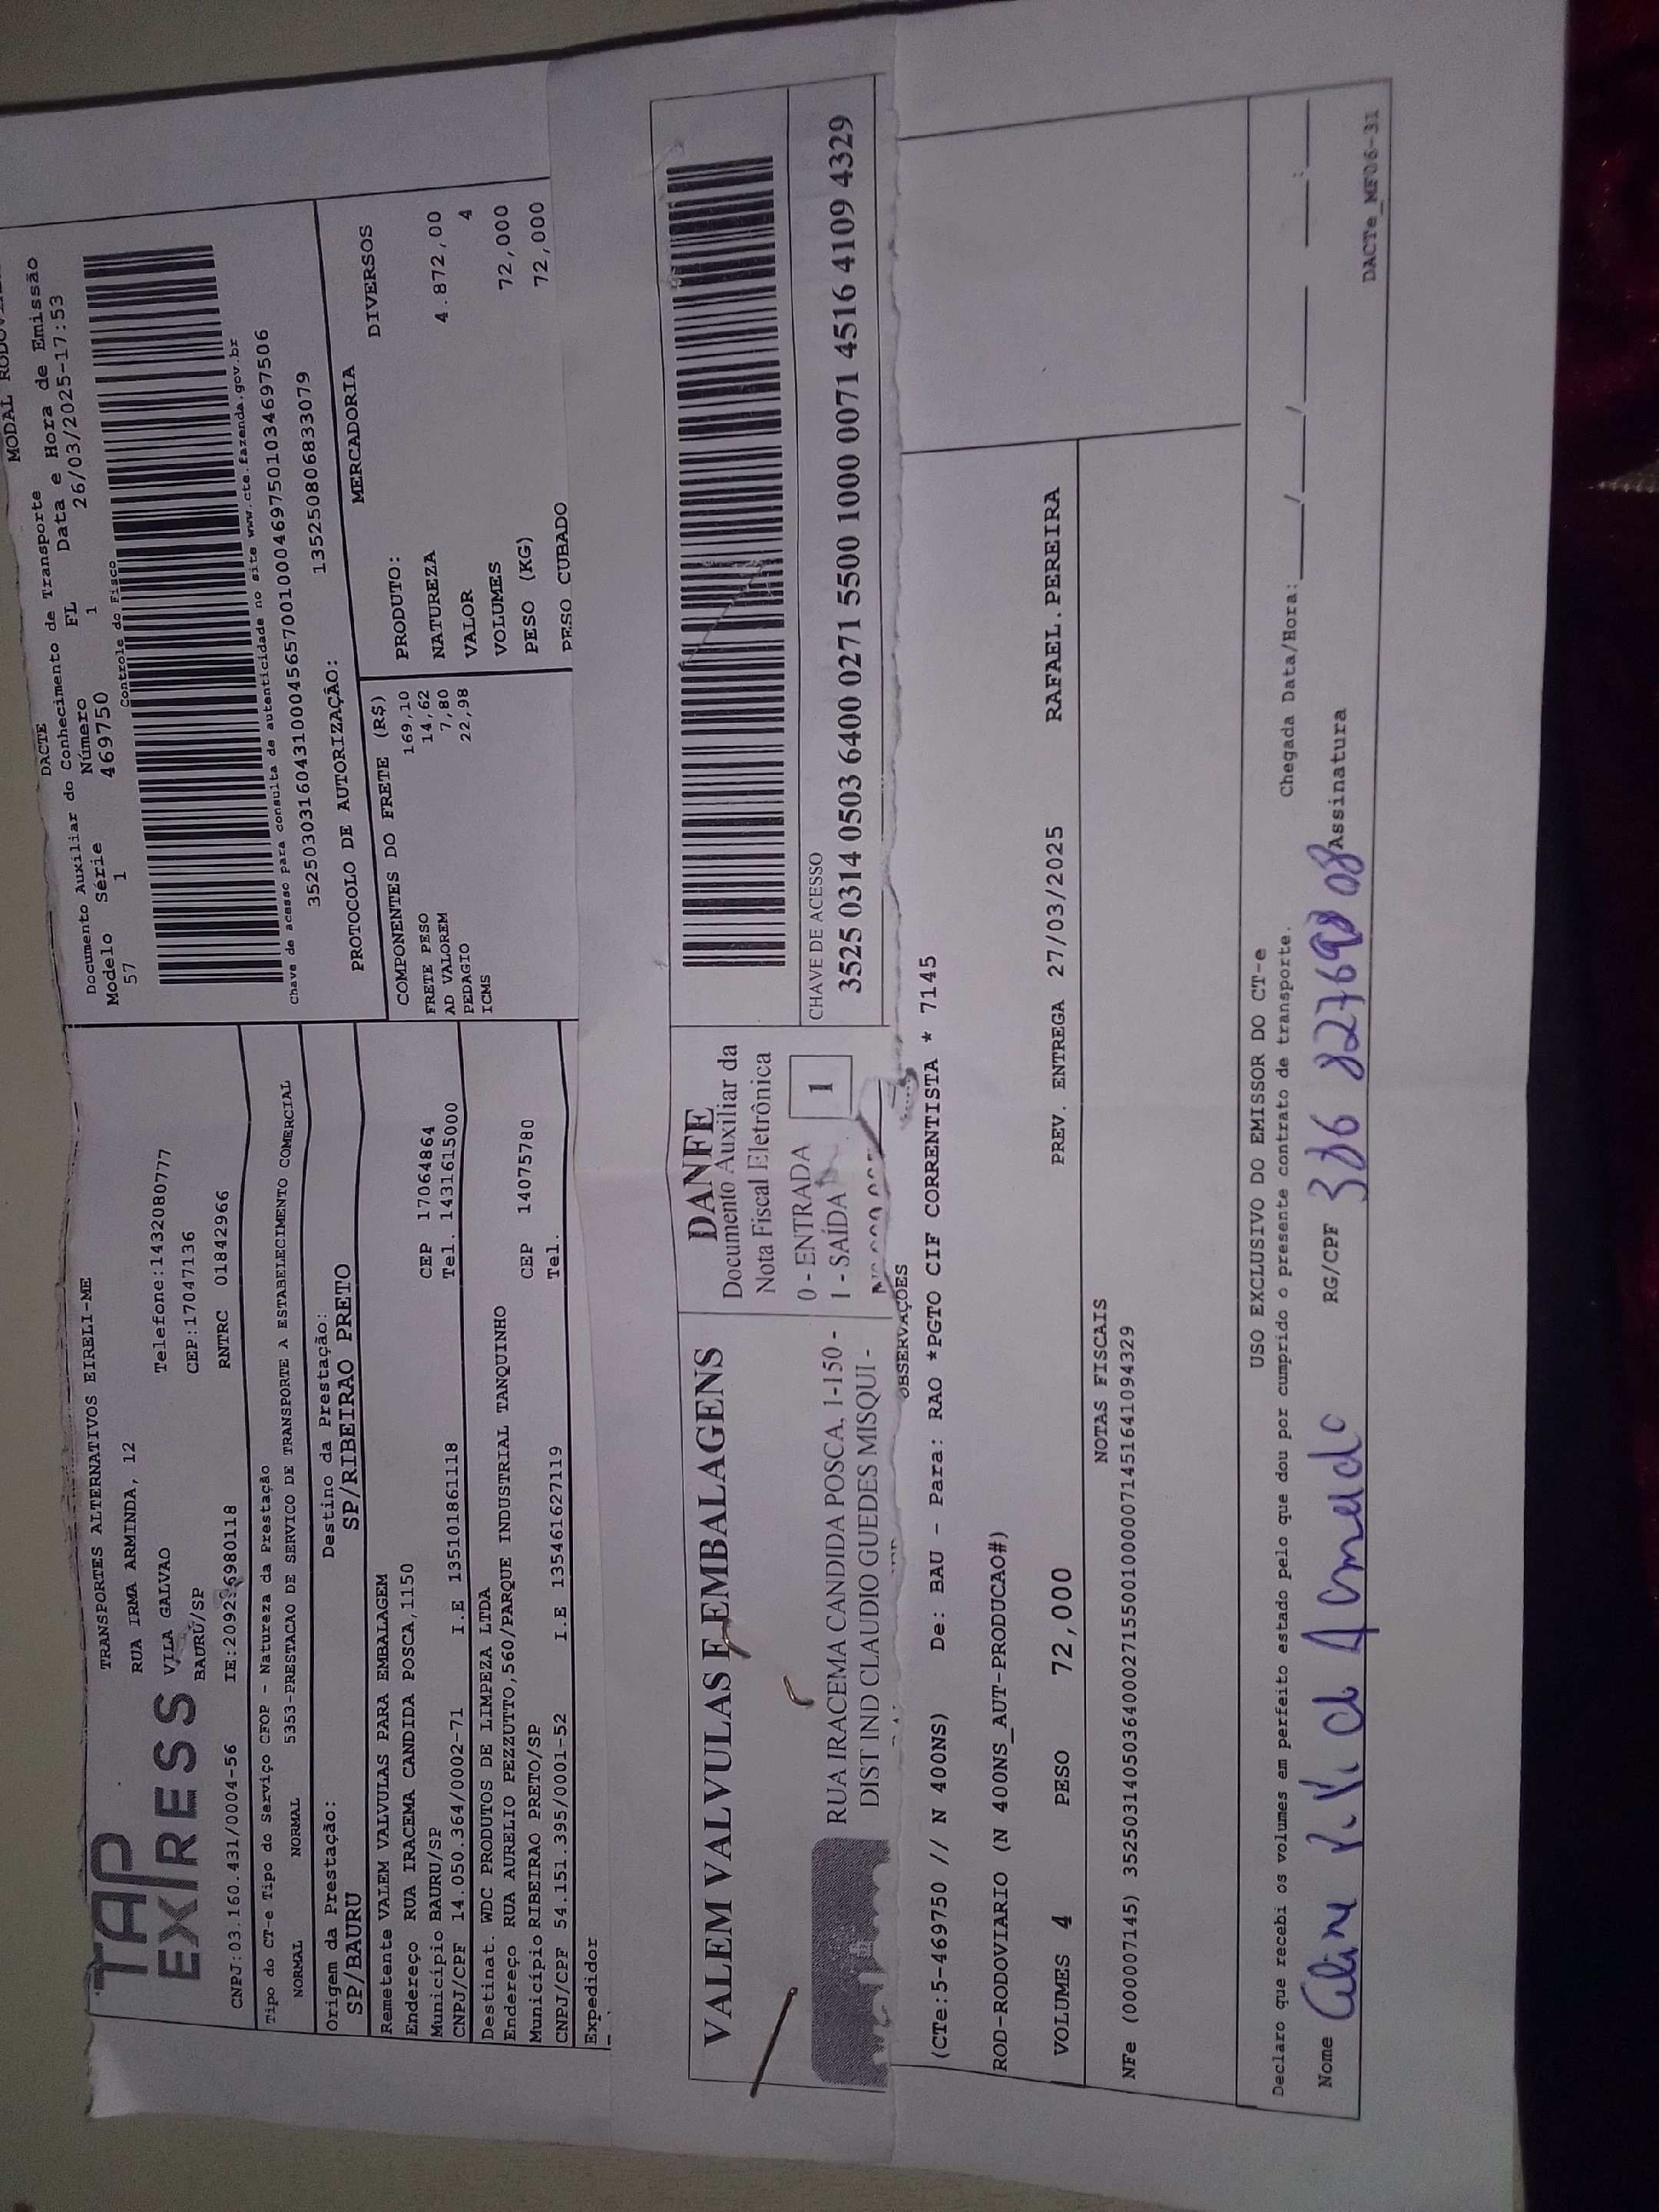 TAP
EXPRESS
TRANSPORTES ALTERNATIVOS EIRELI-ME
RUA IRMA ARMINDA, 12
VILA GALVAO Telefone:1432080777
BAURU/SP CEP:17047136
CNPJ:03.160.431/0004-56 RNTRC 01842966
Tipo do CT-e Tipo do Serviço CFOP - Natureza da Prestação
NORMAL NORMAL 5353-PRESTACAO DE SERVICO DE TRANSPORTE A ESTABELECIMENTO COMERCIAL
Origem da Prestação: Destino da Prestação:
SP/BAURU SP/RIBEIRAO PRETO
Remetente VALEM VALVULAS PARA EMBALAGEM
Endereço RUA IRACEMA CANDIDA POSCA,1150 CEP 17064864
Município BAURU/SP Tel. 1431615000
CNPJ/CPF 14.050.364/0002-71 I.E 135101861118
Destinat. WDC PRODUTOS DE LIMPEZA LTDA
Endereço RUA AURELIO PEZZUTTO,560/PARQUE INDUSTRIAL TANQUINHO
Município RIBEIRAO PRETO/SP CEP 14075780
CNPJ/CPF 54.151.395/0001-52 I.E 135461627119 Tel.
Expedidor
MODAL
DACTE
Documento Auxiliar do Conhecimento de Transporte
Modelo Série Número FL Data e Hora de Emissão
57 1 469750 1 26/03/2025-17:53
Controle do Fisco
Chave de acesso para consulta de autenticidade no site www.cte.fazenda.gov.br
35250303160431000456570010004697501034697506
PROTOCOLO DE AUTORIZAÇÃO: 135250806833079
COMPONENTES DO FRETE (R$)
FRETE PESO 169,10
AD VALOREM 14,62
PEDAGIO 7,80
ICMS 22,98
MERCADORIA
PRODUTO: DIVERSOS
NATUREZA
VALOR 4.872,00
VOLUMES 4
PESO (KG) 72,000
PESO CUBADO 72,000
VALEM VALVULAS E EMBALAGENS
RUA IRACEMA CANDIDA POSCA, 1-150 -
DIST IND CLAUDIO GUEDES MISQUI -
DANFE
Documento Auxiliar da
Nota Fiscal Eletrônica
0 - ENTRADA
1 - SAÍDA 1
CHAVE DE ACESSO
3525 0314 0503 6400 0271 5500 1000 0071 4516 4109 4329
OBSERVAÇÕES
(CTe:5-469750 // N 400NS) De: BAU - Para: RAO *PGTO CIF CORRENTISTA * 7145
ROD-RODOVIARIO (N 400NS_AUT-PRODUCAO#)
VOLUMES 4 PESO 72,000 PREV. ENTREGA 27/03/2025 RAFAEL.PEREIRA
NOTAS FISCAIS
NFe (000007145) 35250314050364000271550010000071451641094329
USO EXCLUSIVO DO EMISSOR DO CT-e
Declaro que recebi os volumes em perfeito estado pelo que dou por cumprido o presente contrato de transporte. Chegada Data/Hora:___/___/___ ___:___
Nome RG/CPF Assinatura
DACTe_MF06-31